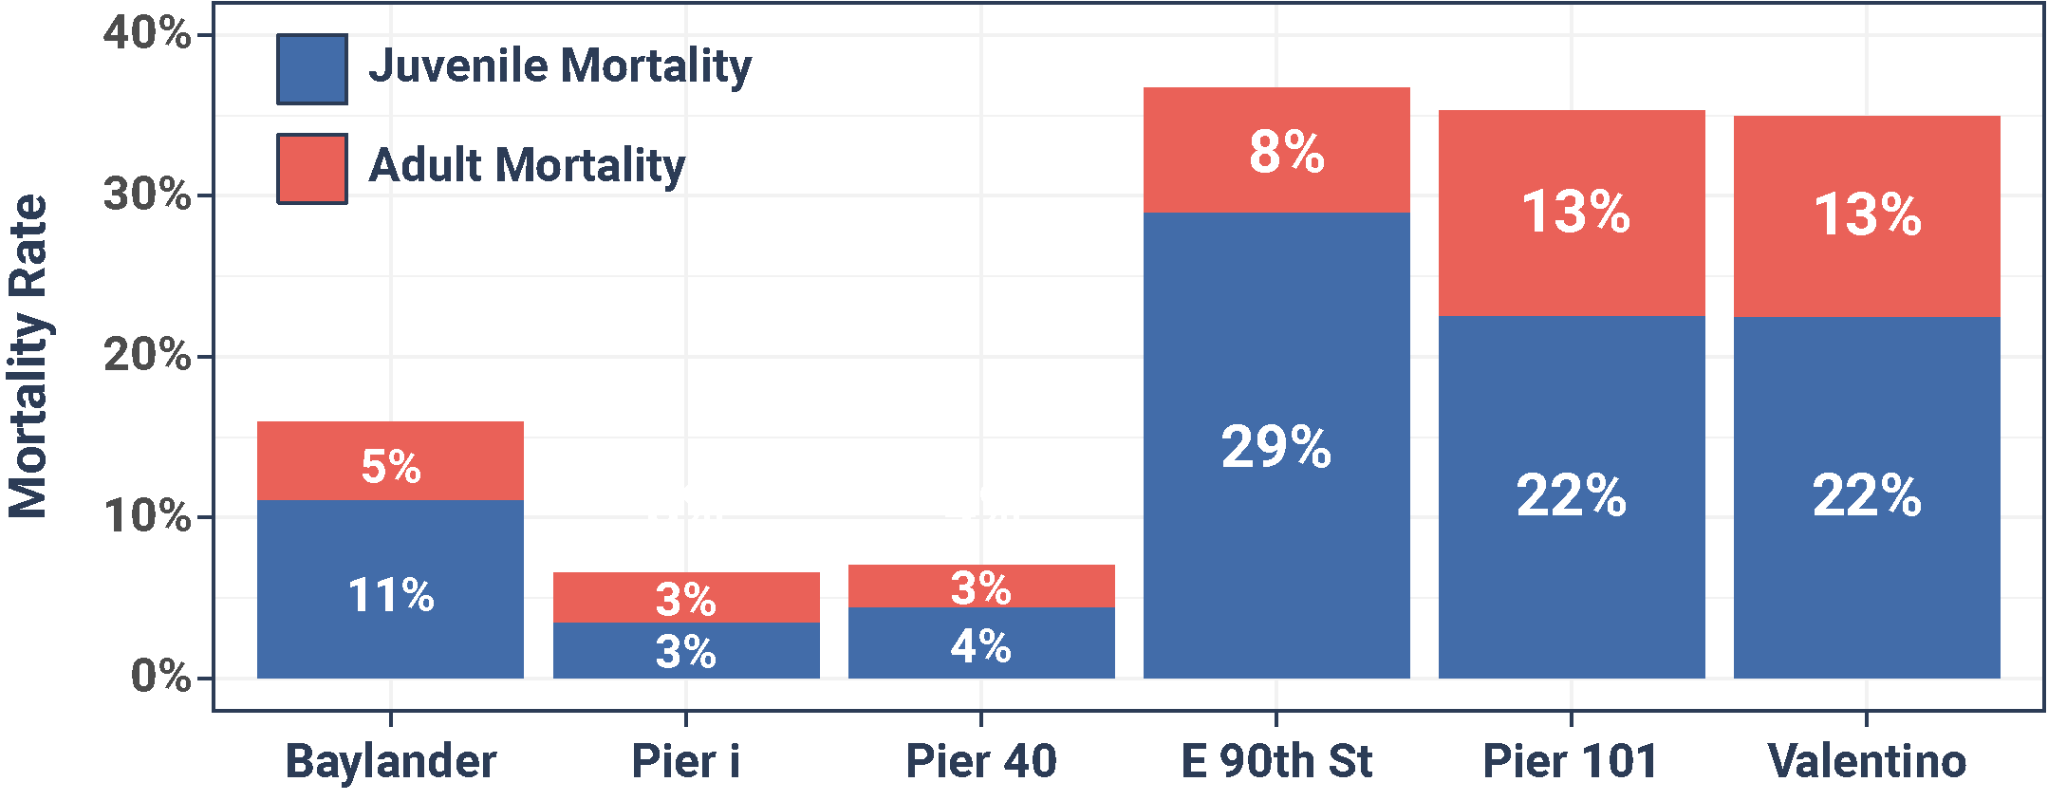 Mortality Rate
40%
30%
20%
10%
0%
Juvenile Mortality
Adult Mortality
5%
11%
3%
3%
3%
4%
8%
29%
13%
22%
13%
22%
Baylander
Pier i
Pier 40
E 90th St
Pier 101
Valentino